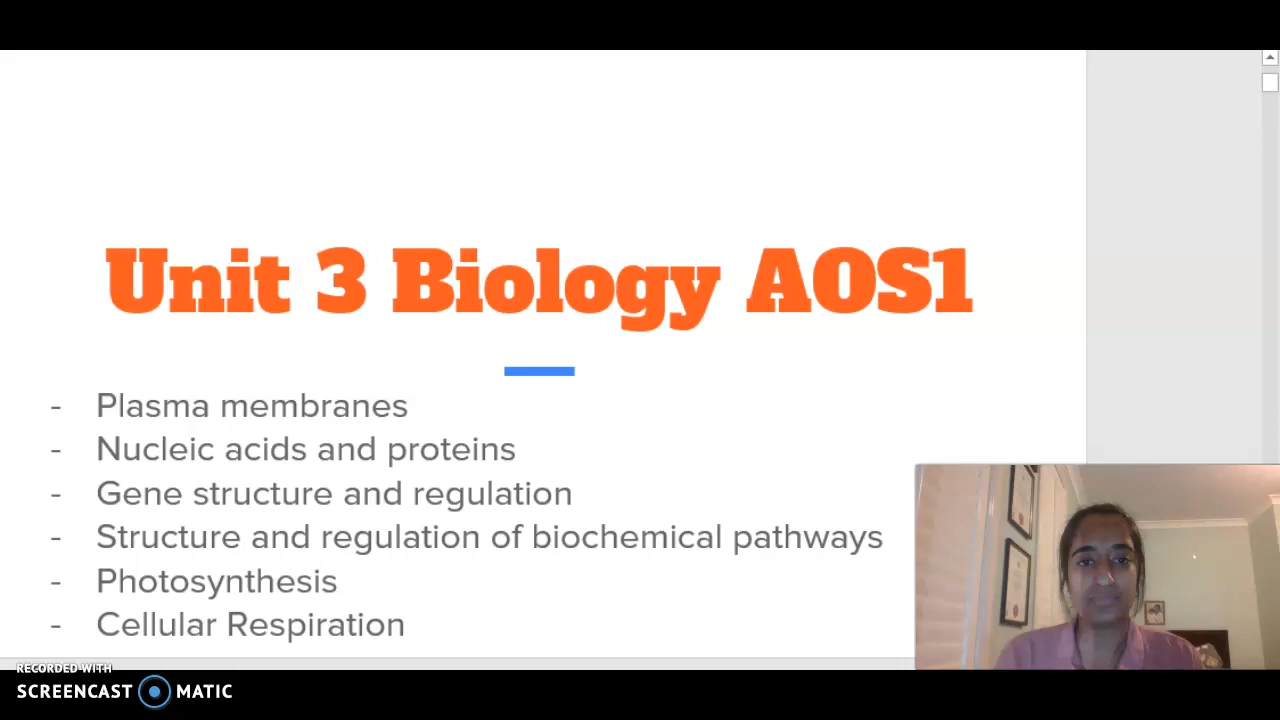 Unit 3 Biology AOS1
- Plasma membranes
- Nucleic acids and proteins
- Gene structure and regulation
- Structure and regulation of biochemical pathways
- Photosynthesis
- Cellular Respiration
RECORDED WITH
SCREENCAST MATIC